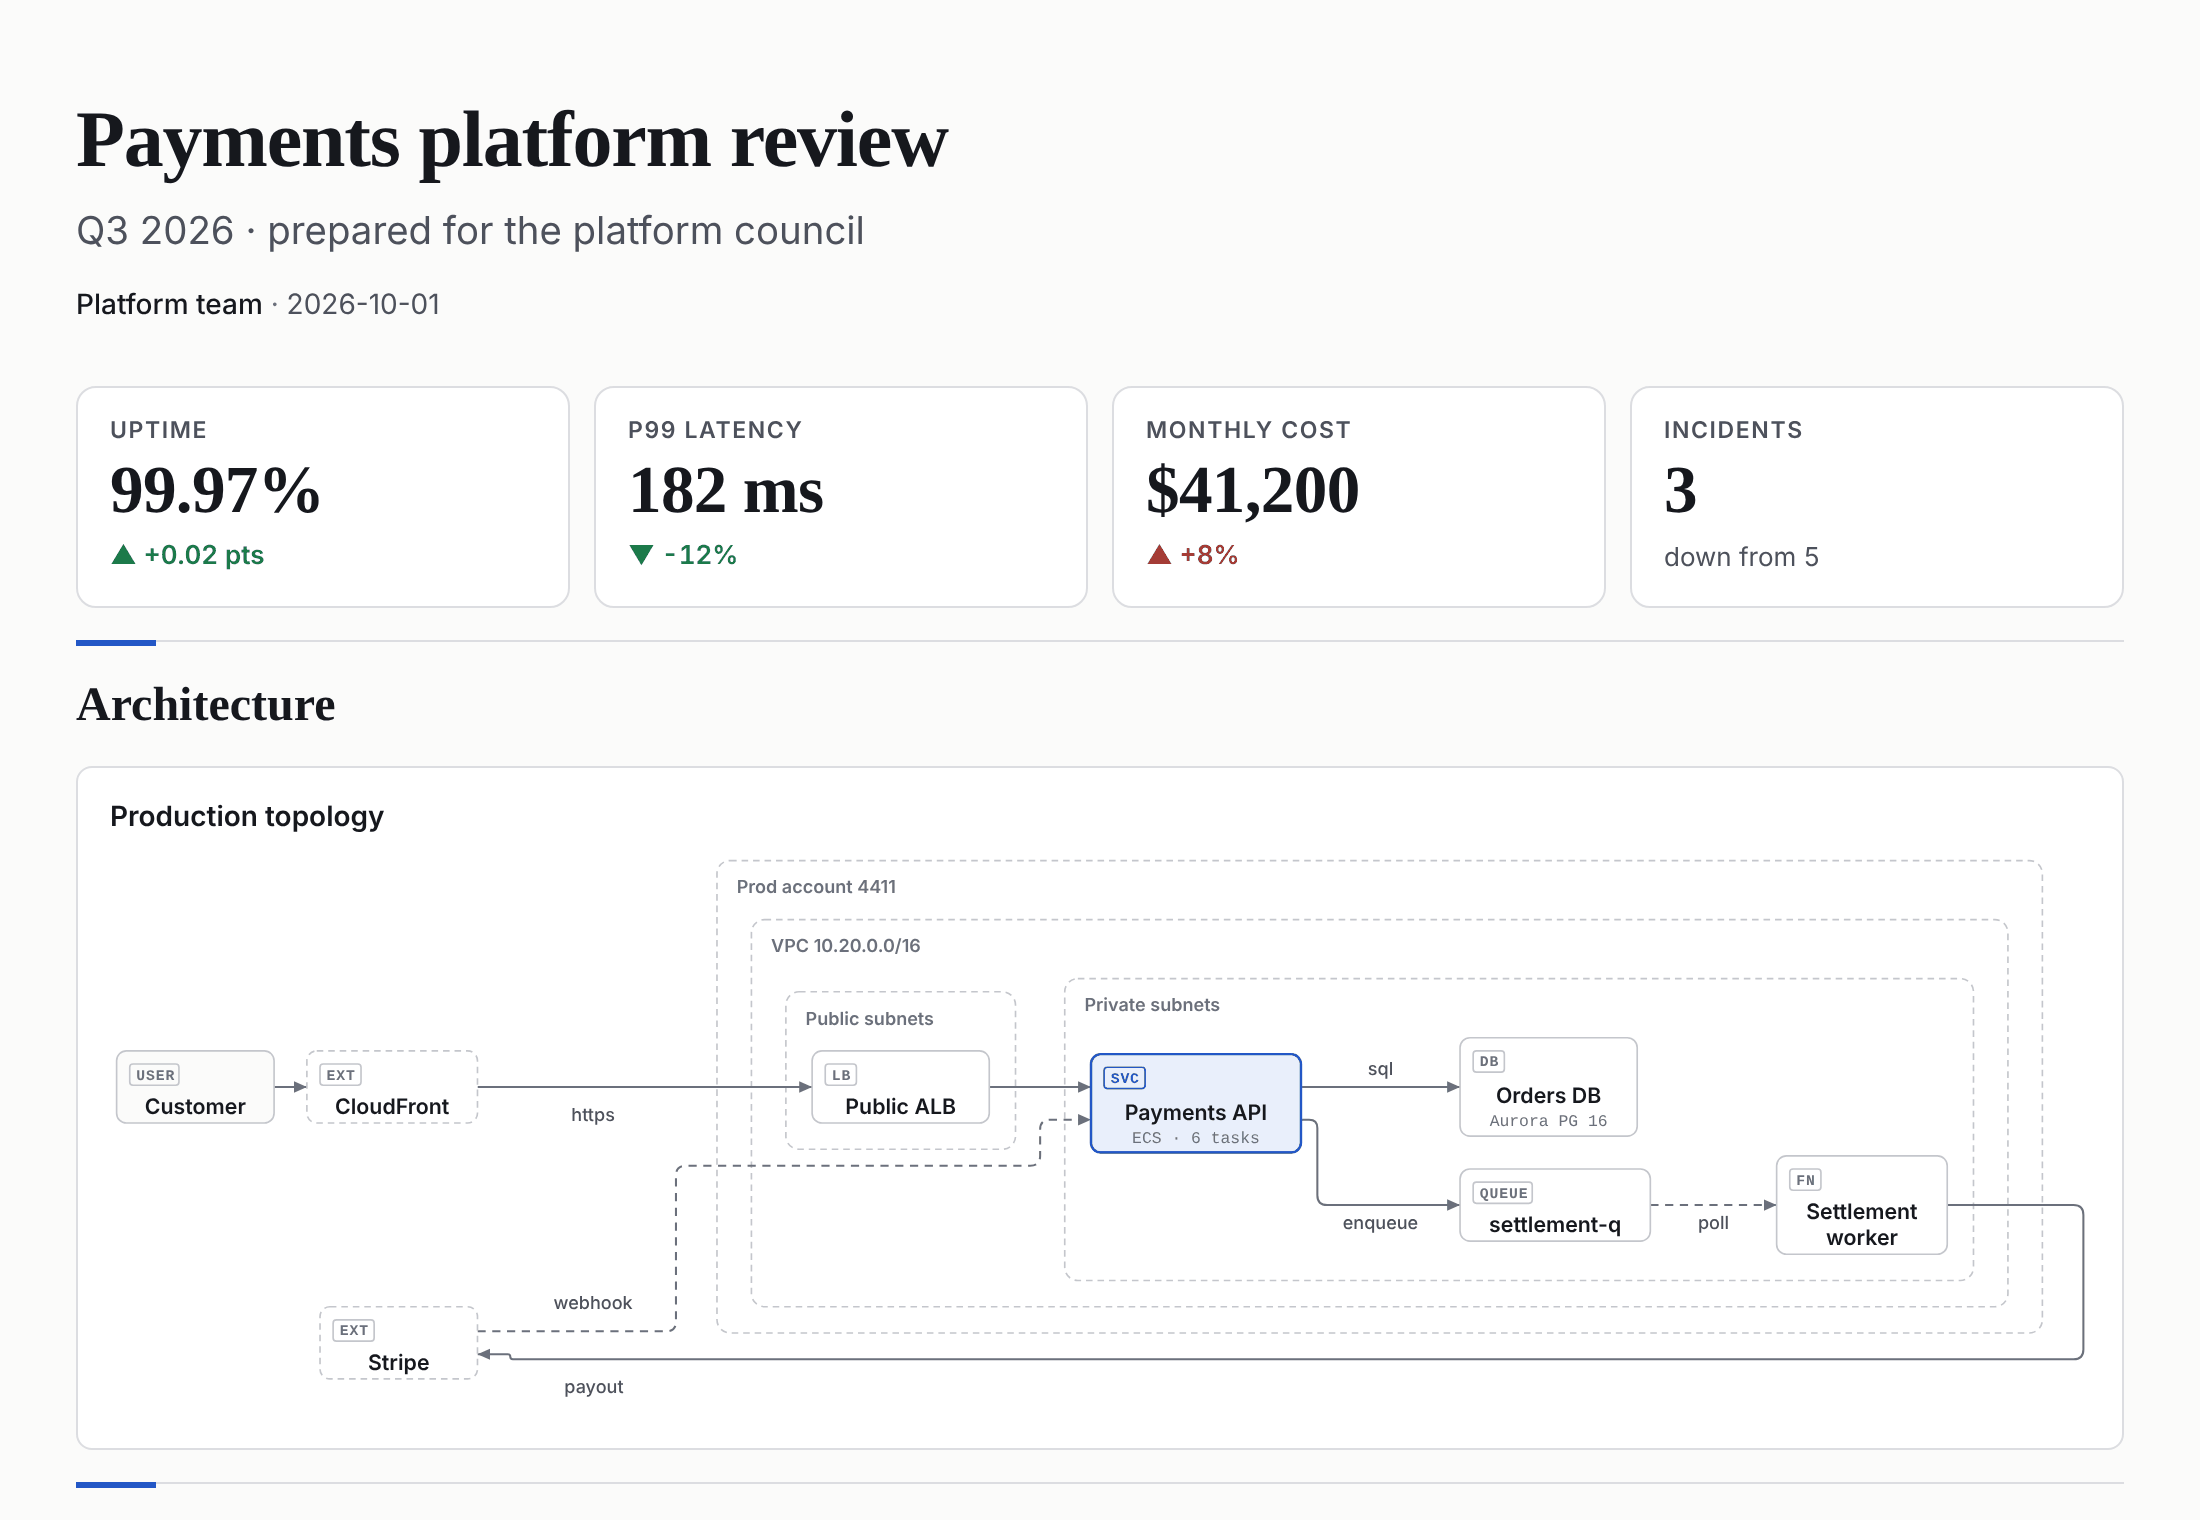 Payments platform review
Q3 2026 · prepared for the platform council
Platform team · 2026-10-01
UPTIME
99.97%
▲ +0.02 pts
P99 LATENCY
182 ms
▼ -12%
MONTHLY COST
$41,200
▲ +8%
INCIDENTS
3
down from 5
Architecture
Production topology
Prod account 4411
VPC 10.20.0.0/16
Public subnets
Private subnets
USER
Customer
EXT
CloudFront
https
LB
Public ALB
SVC
Payments API
ECS · 6 tasks
sql
DB
Orders DB
Aurora PG 16
enqueue
QUEUE
settlement-q
poll
FN
Settlement
worker
webhook
EXT
Stripe
payout